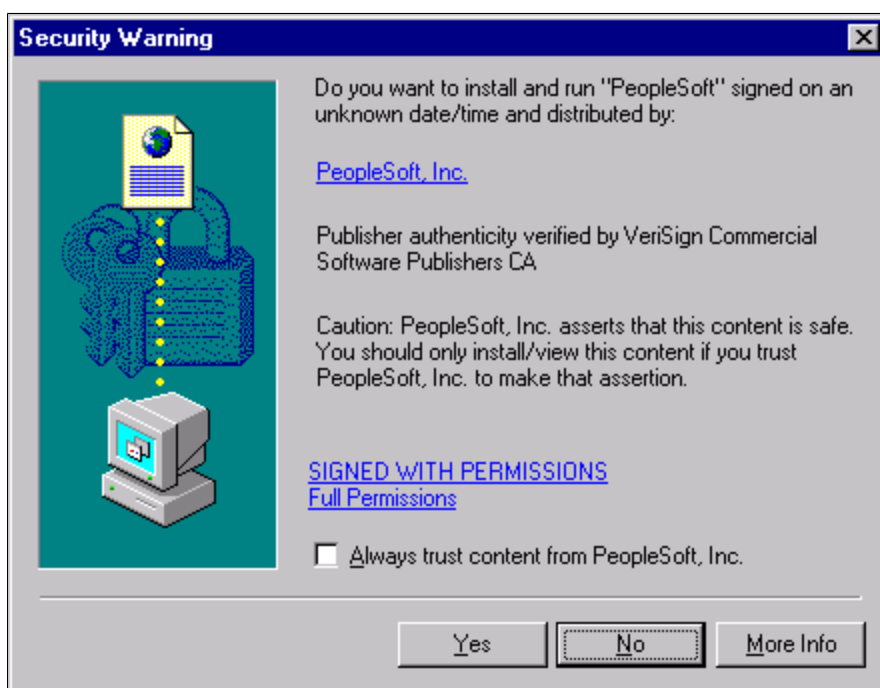 Security Warning
Do you want to install and run "PeopleSoft" signed on an
unknown date/time and distributed by:
PeopleSoft, Inc.
Publisher authenticity verified by VeriSign Commercial
Software Publishers CA
Caution: PeopleSoft, Inc. asserts that this content is safe.
You should only install/view this content if you trust
PeopleSoft, Inc. to make that assertion.
SIGNED WITH PERMISSIONS
Full Permissions
Always trust content from PeopleSoft, Inc.
Yes No More Info